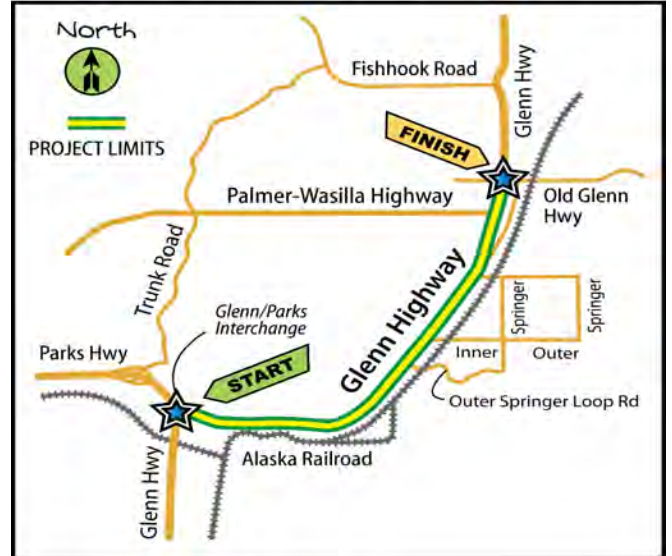 North
PROJECT LIMITS
Fishhook Road
Glenn Hwy
FINISH
Palmer-Wasilla Highway
Old Glenn
Hwy
Trunk Road
Glenn/Parks
Interchange
Glenn Highway
Springer
Springer
Parks Hwy
START
Inner
Outer
Outer Springer Loop Rd
Alaska Railroad
Glenn Hwy